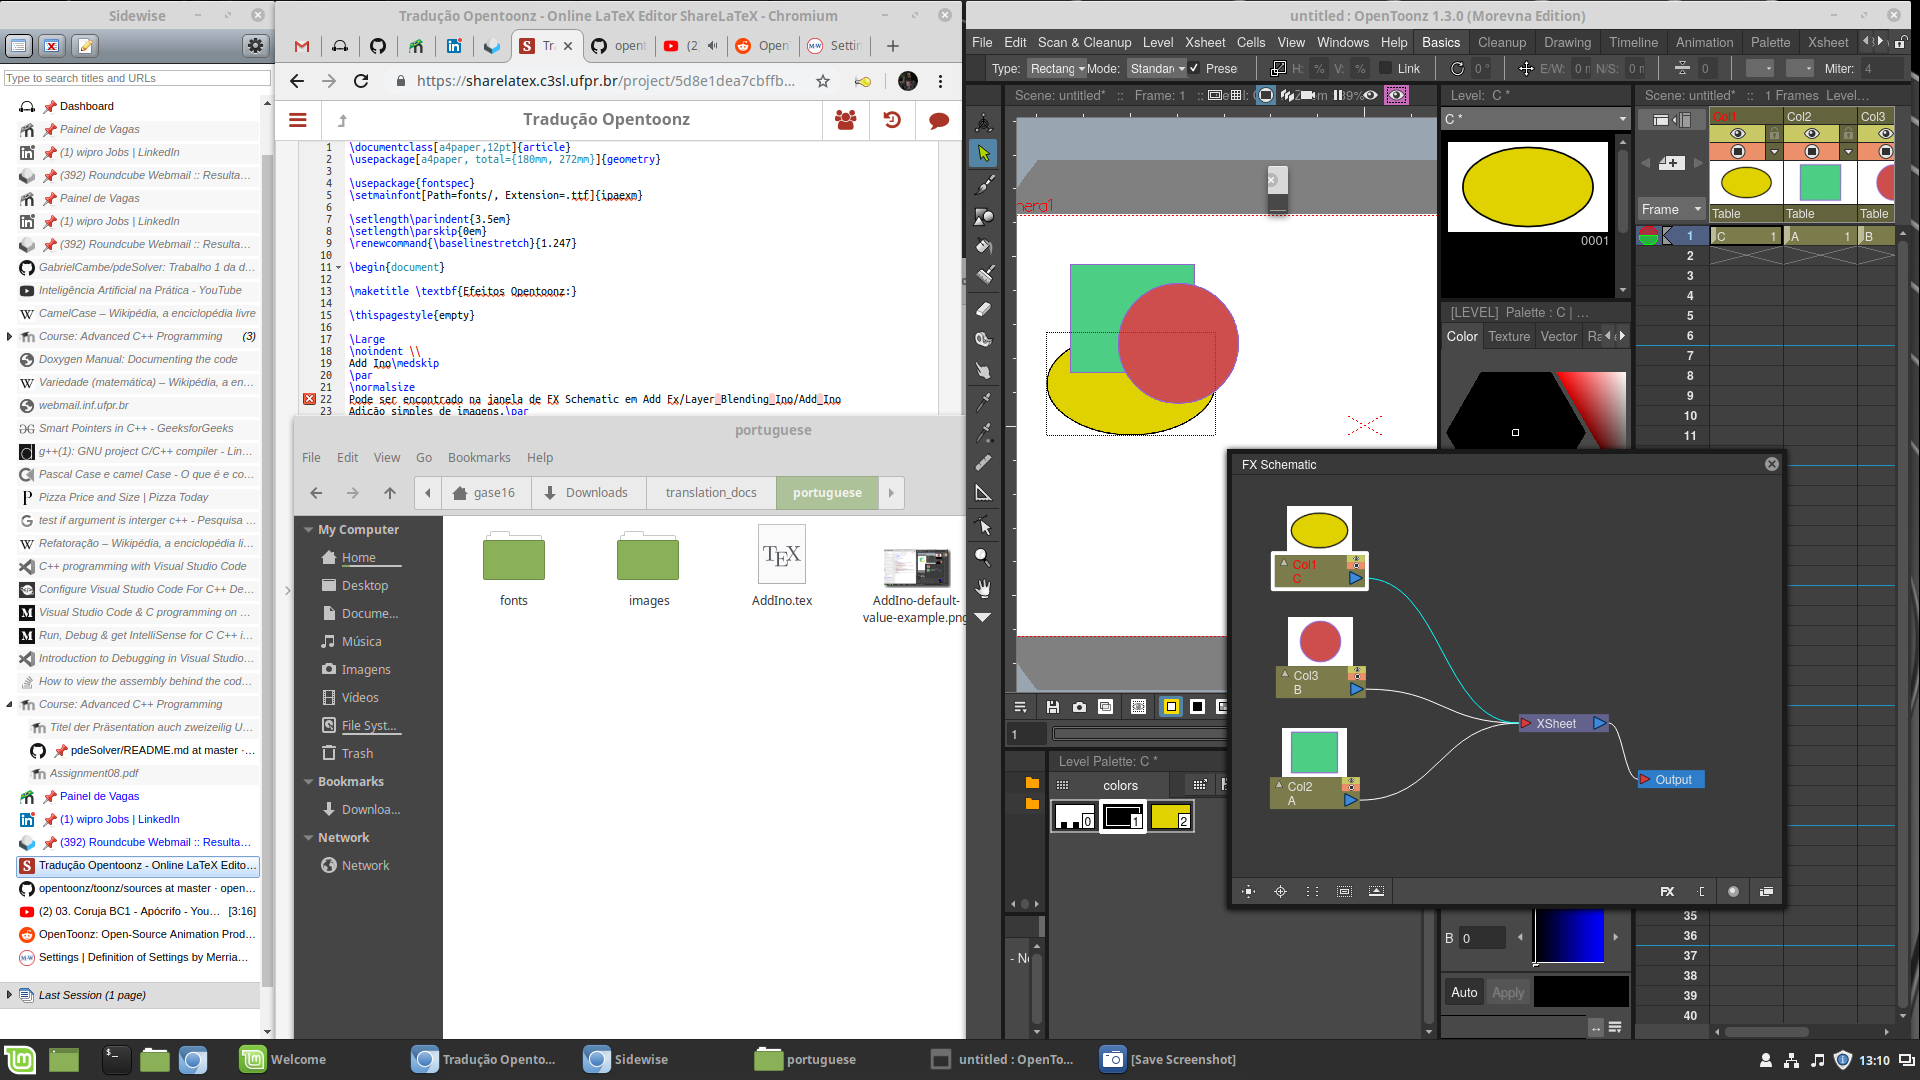 Sidewise
Type to search titles and URLs
Dashboard
Painel de Vagas
(1) wipro Jobs | LinkedIn
(392) Roundcube Webmail :: Resulta...
Painel de Vagas
(1) wipro Jobs | LinkedIn
(392) Roundcube Webmail :: Resulta...
GabrielCambe/pdeSolver: Trabalho 1 da d...
Inteligência Artificial na Prática - YouTube
CamelCase – Wikipédia, a enciclopédia livre
Course: Advanced C++ Programming (3)
Doxygen Manual: Documenting the code
Variedade (matemática) – Wikipédia, a en...
webmail.inf.ufpr.br
Smart Pointers in C++ - GeeksforGeeks
g++(1): GNU project C/C++ compiler - Lin...
Pascal Case e camel Case - O que é e co...
Pizza Price and Size | Pizza Today
test if argument is interger c++ - Pesquisa ...
Refatoração – Wikipédia, a enciclopédia li...
C++ programming with Visual Studio Code
Configure Visual Studio Code For C++ De...
Visual Studio Code & C programming on ...
Run, Debug & get IntelliSense for C C++ i...
Introduction to Debugging in Visual Studio...
How to view the assembly behind the cod...
Course: Advanced C++ Programming
Titel der Präsentation auch zweizeilig U...
pdeSolver/README.md at master ·...
Assignment08.pdf
Painel de Vagas
(1) wipro Jobs | LinkedIn
(392) Roundcube Webmail :: Resulta...
Tradução Opentoonz - Online LaTeX Edito...
opentoonz/toonz/sources at master · open...
(2) 03. Coruja BC1 - Apócrifo - You... [3:16]
OpenToonz: Open-Source Animation Prod...
Settings | Definition of Settings by Merria...
Last Session (1 page)
Tradução Opentoonz - Online LaTeX Editor ShareLaTeX - Chromium
Tr
opent
(2
Open
Settin
https://sharelatex.c3sl.ufpr.br/project/5d8e1dea7cbffb...
Tradução Opentoonz
1 \documentclass[a4paper,12pt]{article}
2 \usepackage[a4paper, total={180mm, 272mm}]{geometry}
3
4 \usepackage{fontspec}
5 \setmainfont[Path=fonts/, Extension=.ttf]{ipaexm}
6
7 \setlength\parindent{3.5em}
8 \setlength\parskip{0em}
9 \renewcommand{\baselinestretch}{1.247}
10
11 \begin{document}
12
13 \maketitle \textbf{Efeitos Opentoonz:}
14
15 \thispagestyle{empty}
16
17 \Large
18 \noindent \\
19 Add Ino\medskip
20 \par
21 \normalsize
22 Pode ser encontrado na janela de FX Schematic em Add Fx/Layer_Blending_Ino/Add_Ino
23 Adição simples de imagens.\par
portuguese
File Edit View Go Bookmarks Help
gase16 Downloads translation_docs portuguese
My Computer
Home
Desktop
Docume...
Música
Imagens
Vídeos
File Syst...
Trash
Bookmarks
Downloa...
Network
Network
fonts
images
TEX
AddIno.tex
AddIno-default-
value-example.png
untitled : OpenToonz 1.3.0 (Morevna Edition)
File Edit Scan & Cleanup Level Xsheet Cells View Windows Help Basics Cleanup Drawing Timeline Animation Palette Xsheet
Type: Rectang Mode: Standar Prese H: % V: % Link 0 ° E/W: 0 N/S: 0 0 Miter: 4
Scene: untitled* :: Frame: 1 ::
Level: C *
C *
0001
[LEVEL] Palette : C | ...
Color Texture Vector
Scene: untitled* :: 1 Frames Level...
Col1 Col2 Col3
Table Table Table
Frame
1 C 1 A 1 B
2
3
4
5
6
7
8
9
10
11
FX Schematic
Col1
C
Col3
B
Col2
A
XSheet
Output
FX
1
Level Palette: C *
colors
0
1
2
- N
B 0
Auto Apply
35
36
37
38
39
40
Welcome
Tradução Opento...
Sidewise
portuguese
untitled : OpenTo...
[Save Screenshot]
13:10